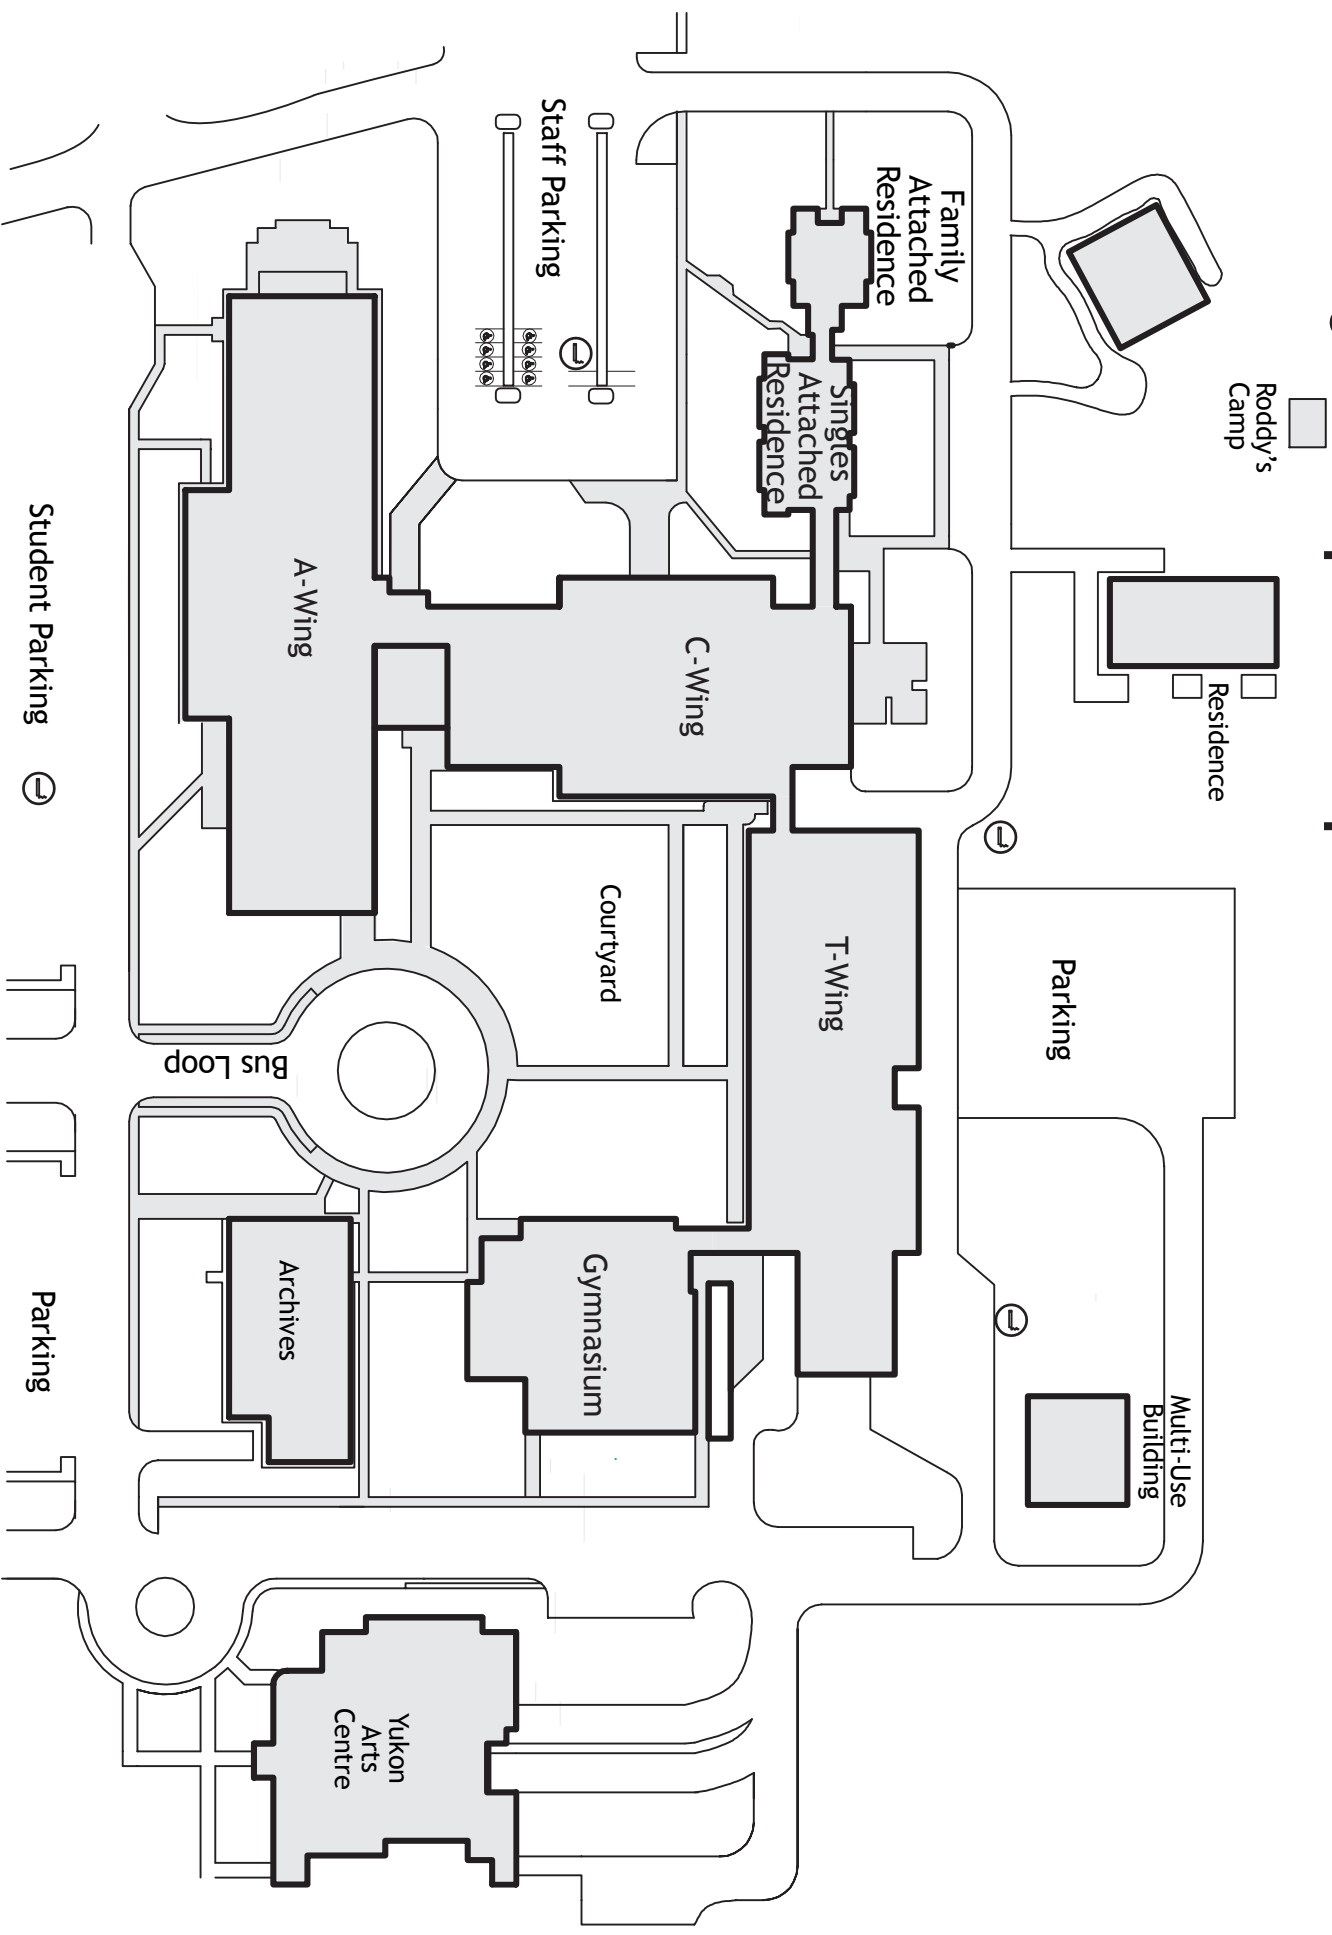 Staff Parking
Family
Attached
Residence
Singles
Attached
Residence
Roddy's
Camp
Residence
Student Parking
A-Wing
C-Wing
Courtyard
T-Wing
Parking
Bus Loop
Archives
Gymnasium
Parking
Multi-Use
Building
Yukon
Arts
Centre